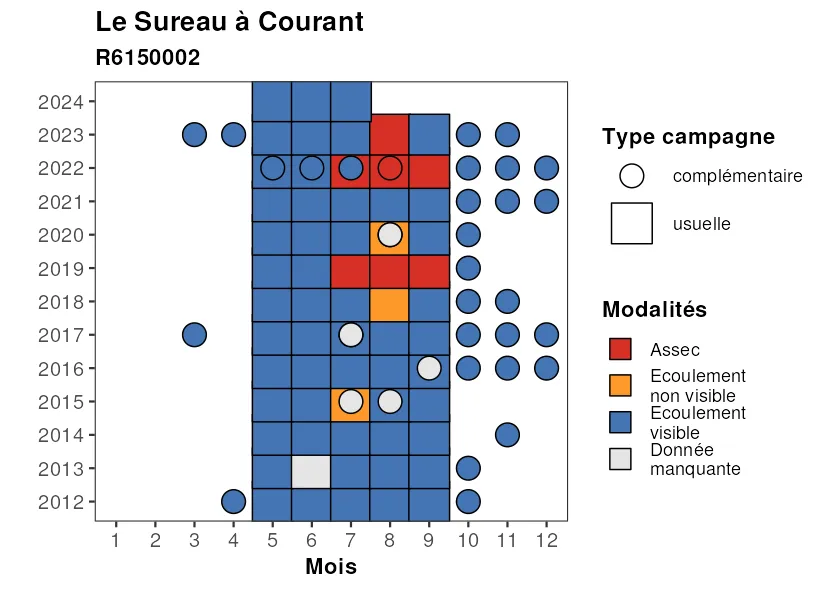 Le Sureau à Courant
R6150002
2024
2023
2022
2021
2020
2019
2018
2017
2016
2015
2014
2013
2012
1 2 3 4 5 6 7 8 9 10 11 12
Mois
Type campagne
complémentaire
usuelle
Modalités
Assec
Ecoulement
non visible
Ecoulement
visible
Donnée
manquante